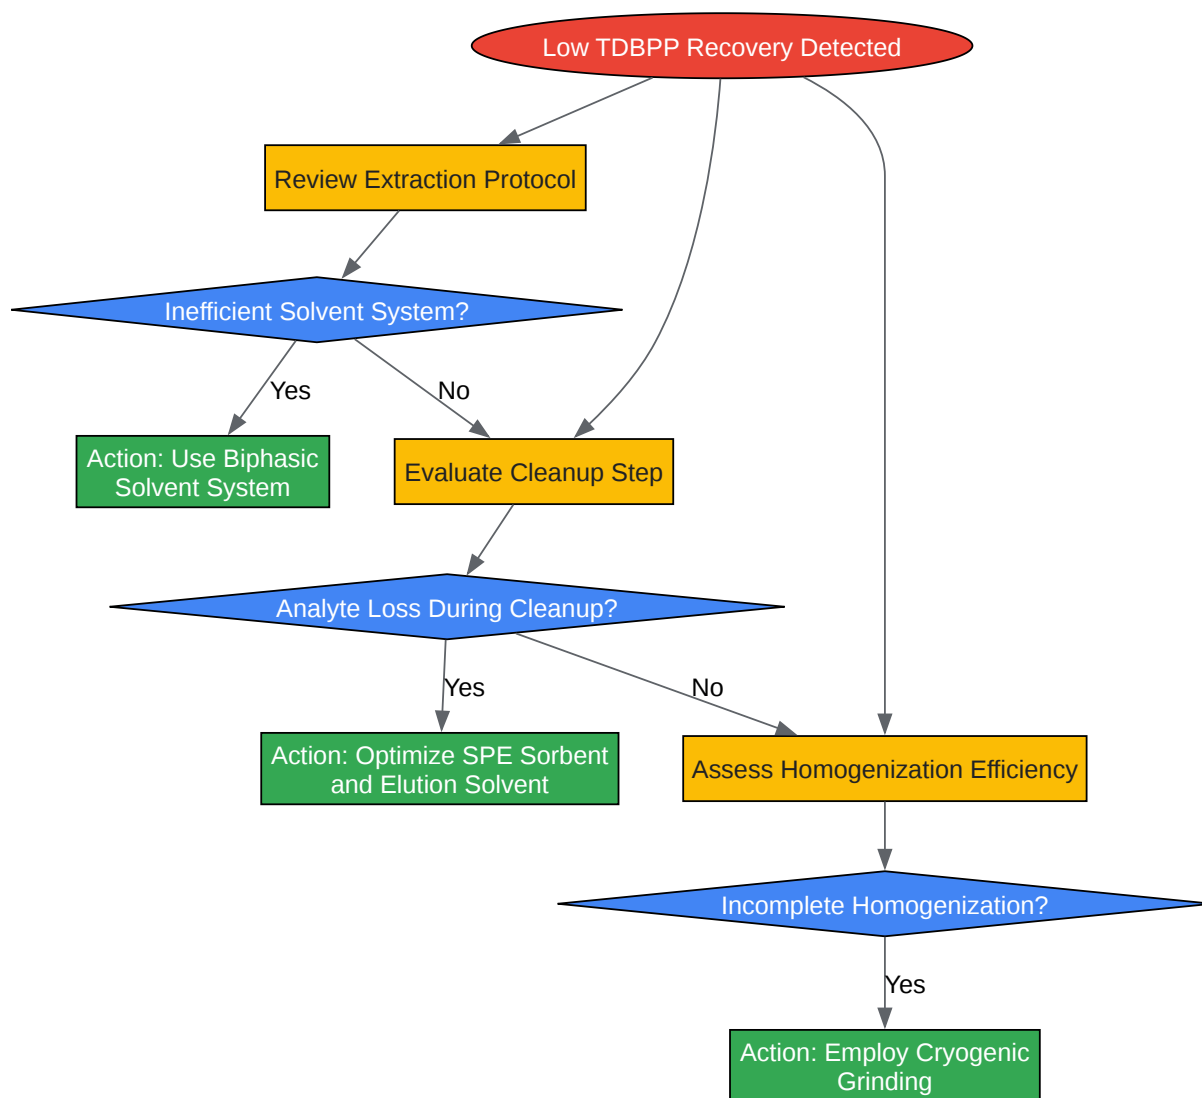 Low TDBPP Recovery Detected
Review Extraction Protocol
Inefficient Solvent System?
Yes
No
Action: Use Biphasic
Solvent System
Evaluate Cleanup Step
Analyte Loss During Cleanup?
Yes
No
Action: Optimize SPE Sorbent
and Elution Solvent
Assess Homogenization Efficiency
Incomplete Homogenization?
Yes
Action: Employ Cryogenic
Grinding